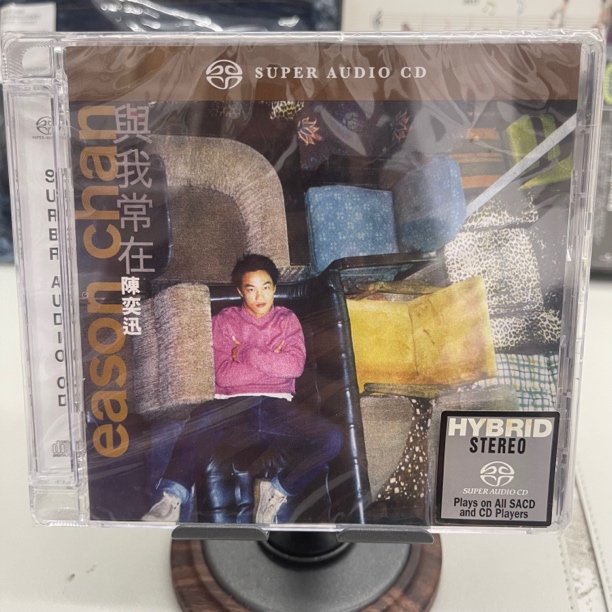 SUPER AUDIO CD
eason chan
與我常在
陳奕迅
SUPER AUDIO CD
HYBRID
STEREO
SUPER AUDIO CD
Plays on All SACD
and CD Players